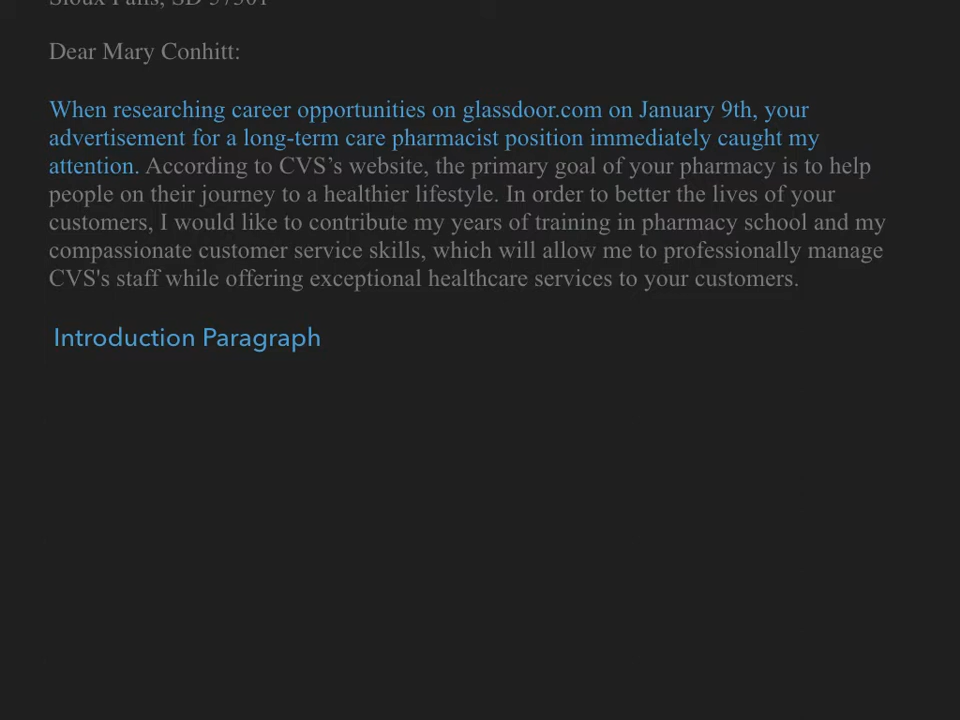 Sioux Falls, SD 57501
Dear Mary Conhitt:
When researching career opportunities on glassdoor.com on January 9th, your
advertisement for a long-term care pharmacist position immediately caught my
attention. According to CVS’s website, the primary goal of your pharmacy is to help
people on their journey to a healthier lifestyle. In order to better the lives of your
customers, I would like to contribute my years of training in pharmacy school and my
compassionate customer service skills, which will allow me to professionally manage
CVS's staff while offering exceptional healthcare services to your customers.
Introduction Paragraph